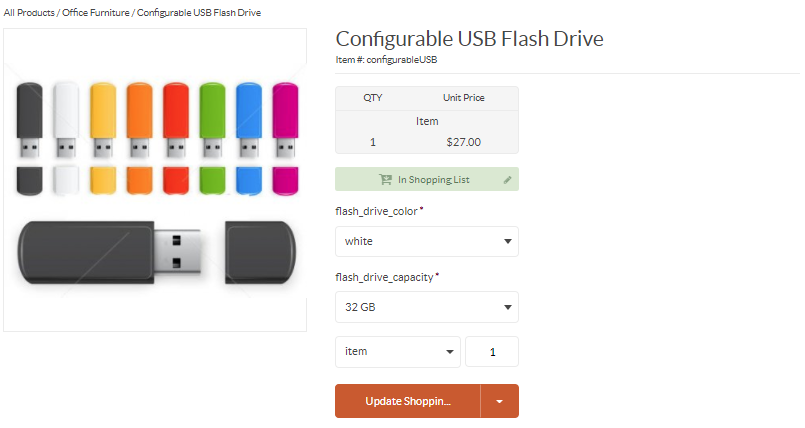 All Products / Office Furniture / Configurable USB Flash Drive
Configurable USB Flash Drive
Item #: configurableUSB
QTY Unit Price
Item
1 $27.00
In Shopping List
flash_drive_color*
white
flash_drive_capacity*
32 GB
item 1
Update Shoppin...